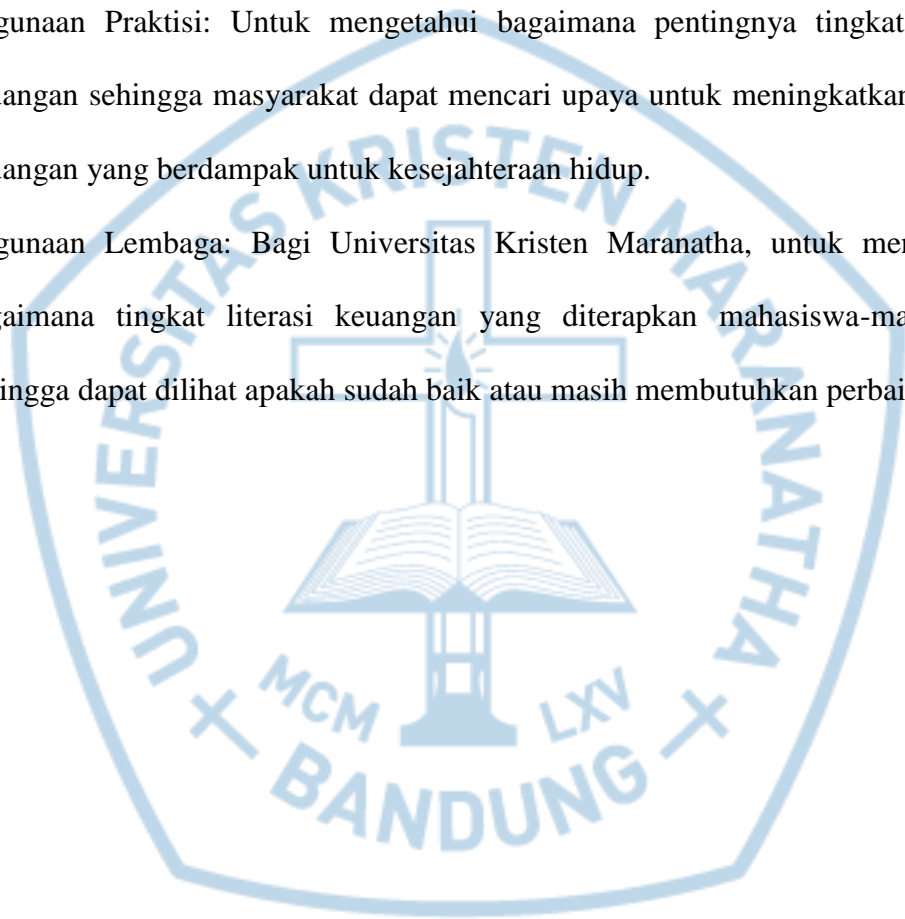 gunaan Praktisi: Untuk mengetahui bagaimana pentingnya tingkat
angan sehingga masyarakat dapat mencari upaya untuk meningkatkan
angan yang berdampak untuk kesejahteraan hidup.
gunaan Lembaga: Bagi Universitas Kristen Maranatha, untuk mer
gaimana tingkat literasi keuangan yang diterapkan mahasiswa-ma
ingga dapat dilihat apakah sudah baik atau masih membutuhkan perbai
UNIVERSITAS KRISTEN MARANATHA
MCM LXV
BANDUNG